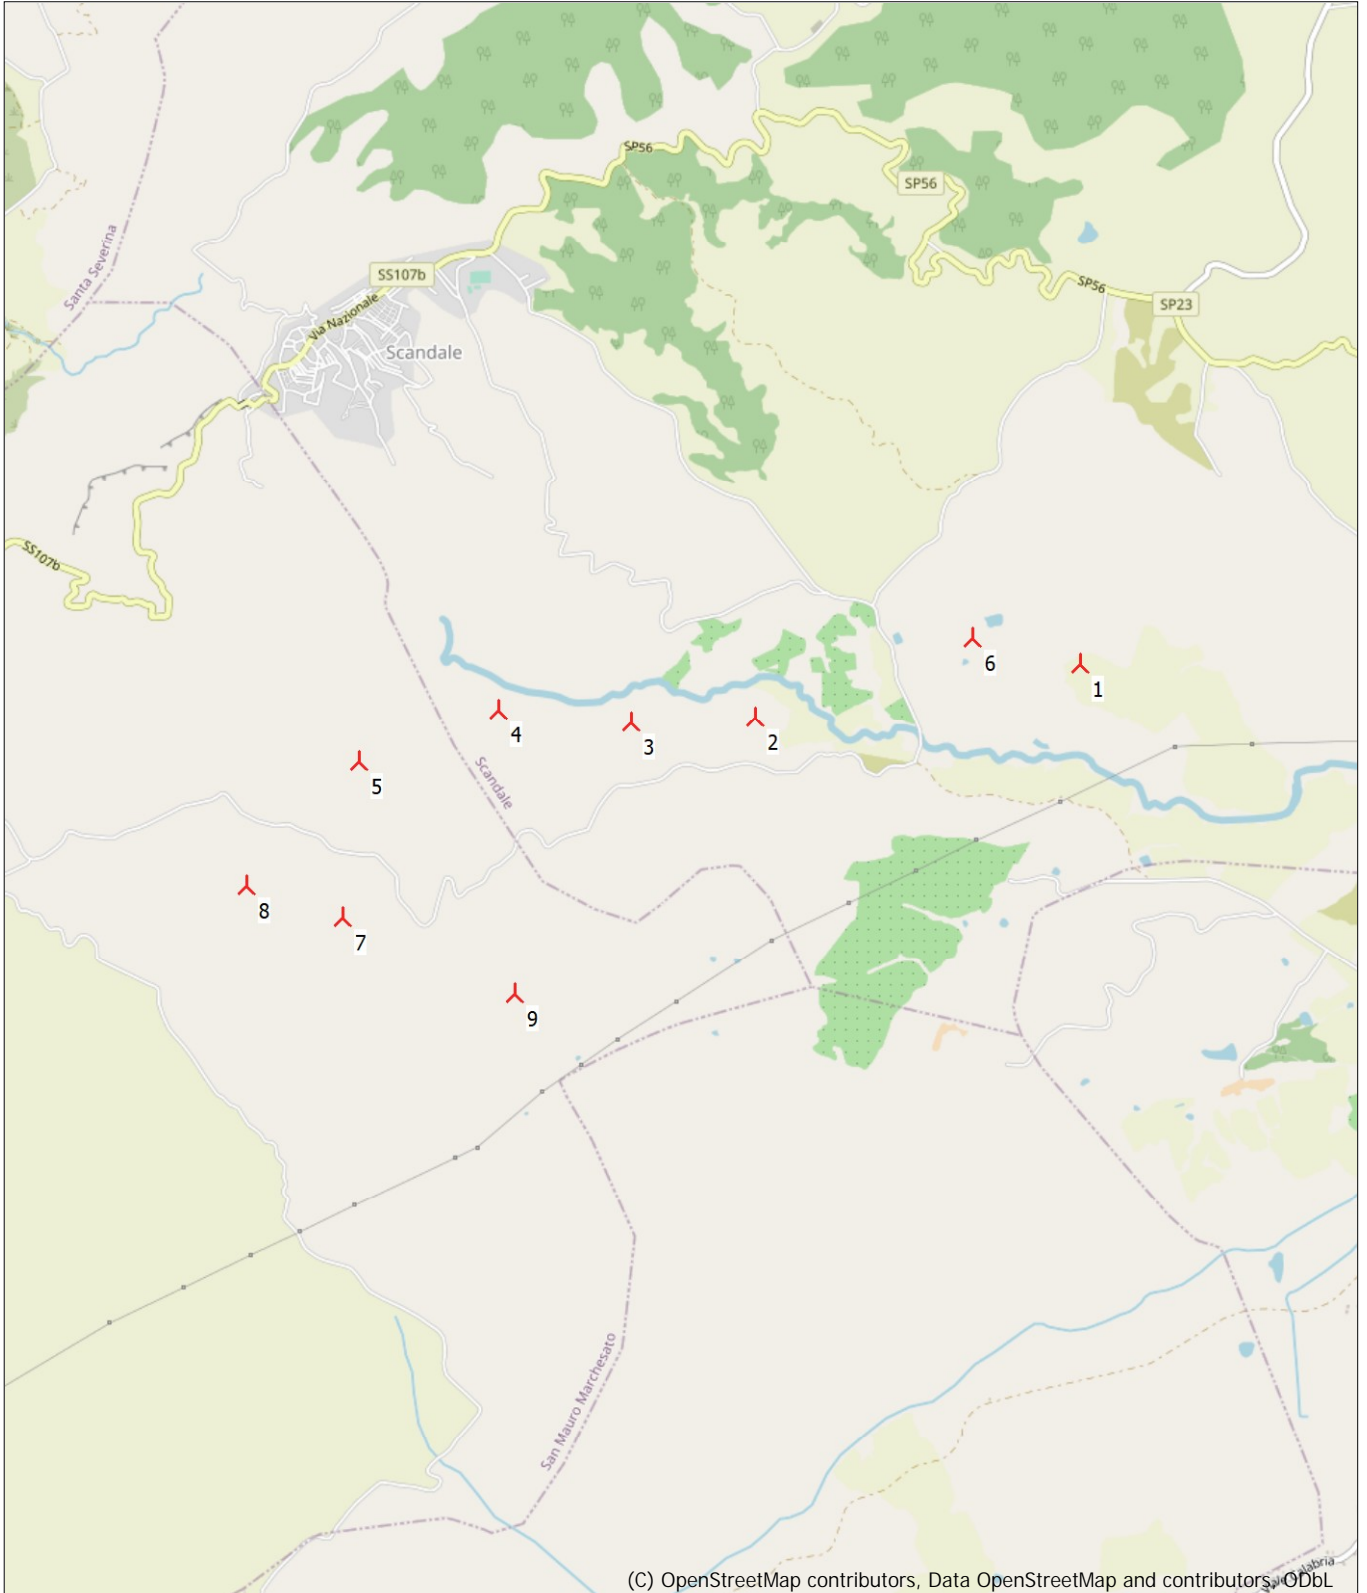 SP56
SP56
Santa Severina
SS107b
SP56
SP23
Via Nazionale
Scandale
SS107b
6
1
4
3
2
Scandale
5
8
7
9
San Mauro Marchesato
(C) OpenStreetMap contributors, Data OpenStreetMap and contributors, ODbL